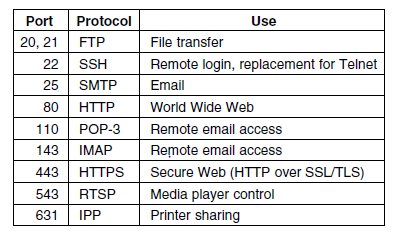 Port Protocol Use
20, 21 FTP File transfer
22 SSH Remote login, replacement for Telnet
25 SMTP Email
80 HTTP World Wide Web
110 POP-3 Remote email access
143 IMAP Remote email access
443 HTTPS Secure Web (HTTP over SSL/TLS)
543 RTSP Media player control
631 IPP Printer sharing